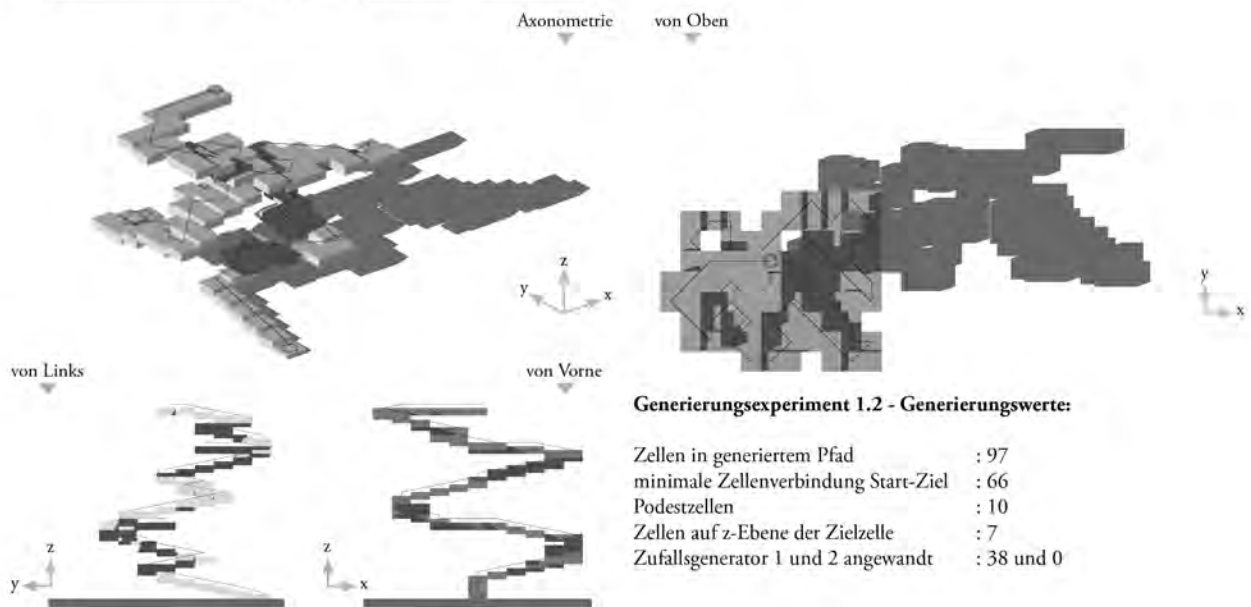 Axonometrie
von Oben
z
y
x
y
x
von Links
von Vorne
z
y
z
x
Generierungsexperiment 1.2 - Generierungswerte:
Zellen in generiertem Pfad : 97
minimale Zellenverbindung Start-Ziel : 66
Podestzellen : 10
Zellen auf z-Ebene der Zielzelle : 7
Zufallsgenerator 1 und 2 angewandt : 38 und 0